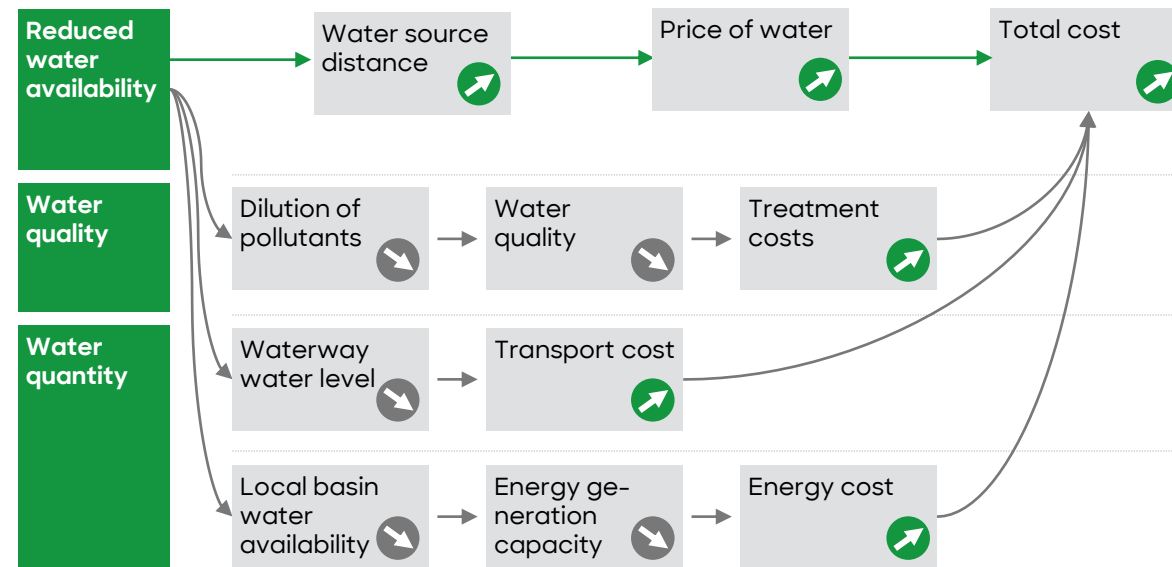 Reduced
water
availability
Water source
distance
Price of water
Total cost
Water
quality
Dilution of
pollutants
Water
quality
Treatment
costs
Water
quantity
Waterway
water level
Transport cost
Local basin
water
availability
Energy ge-
neration
capacity
Energy cost